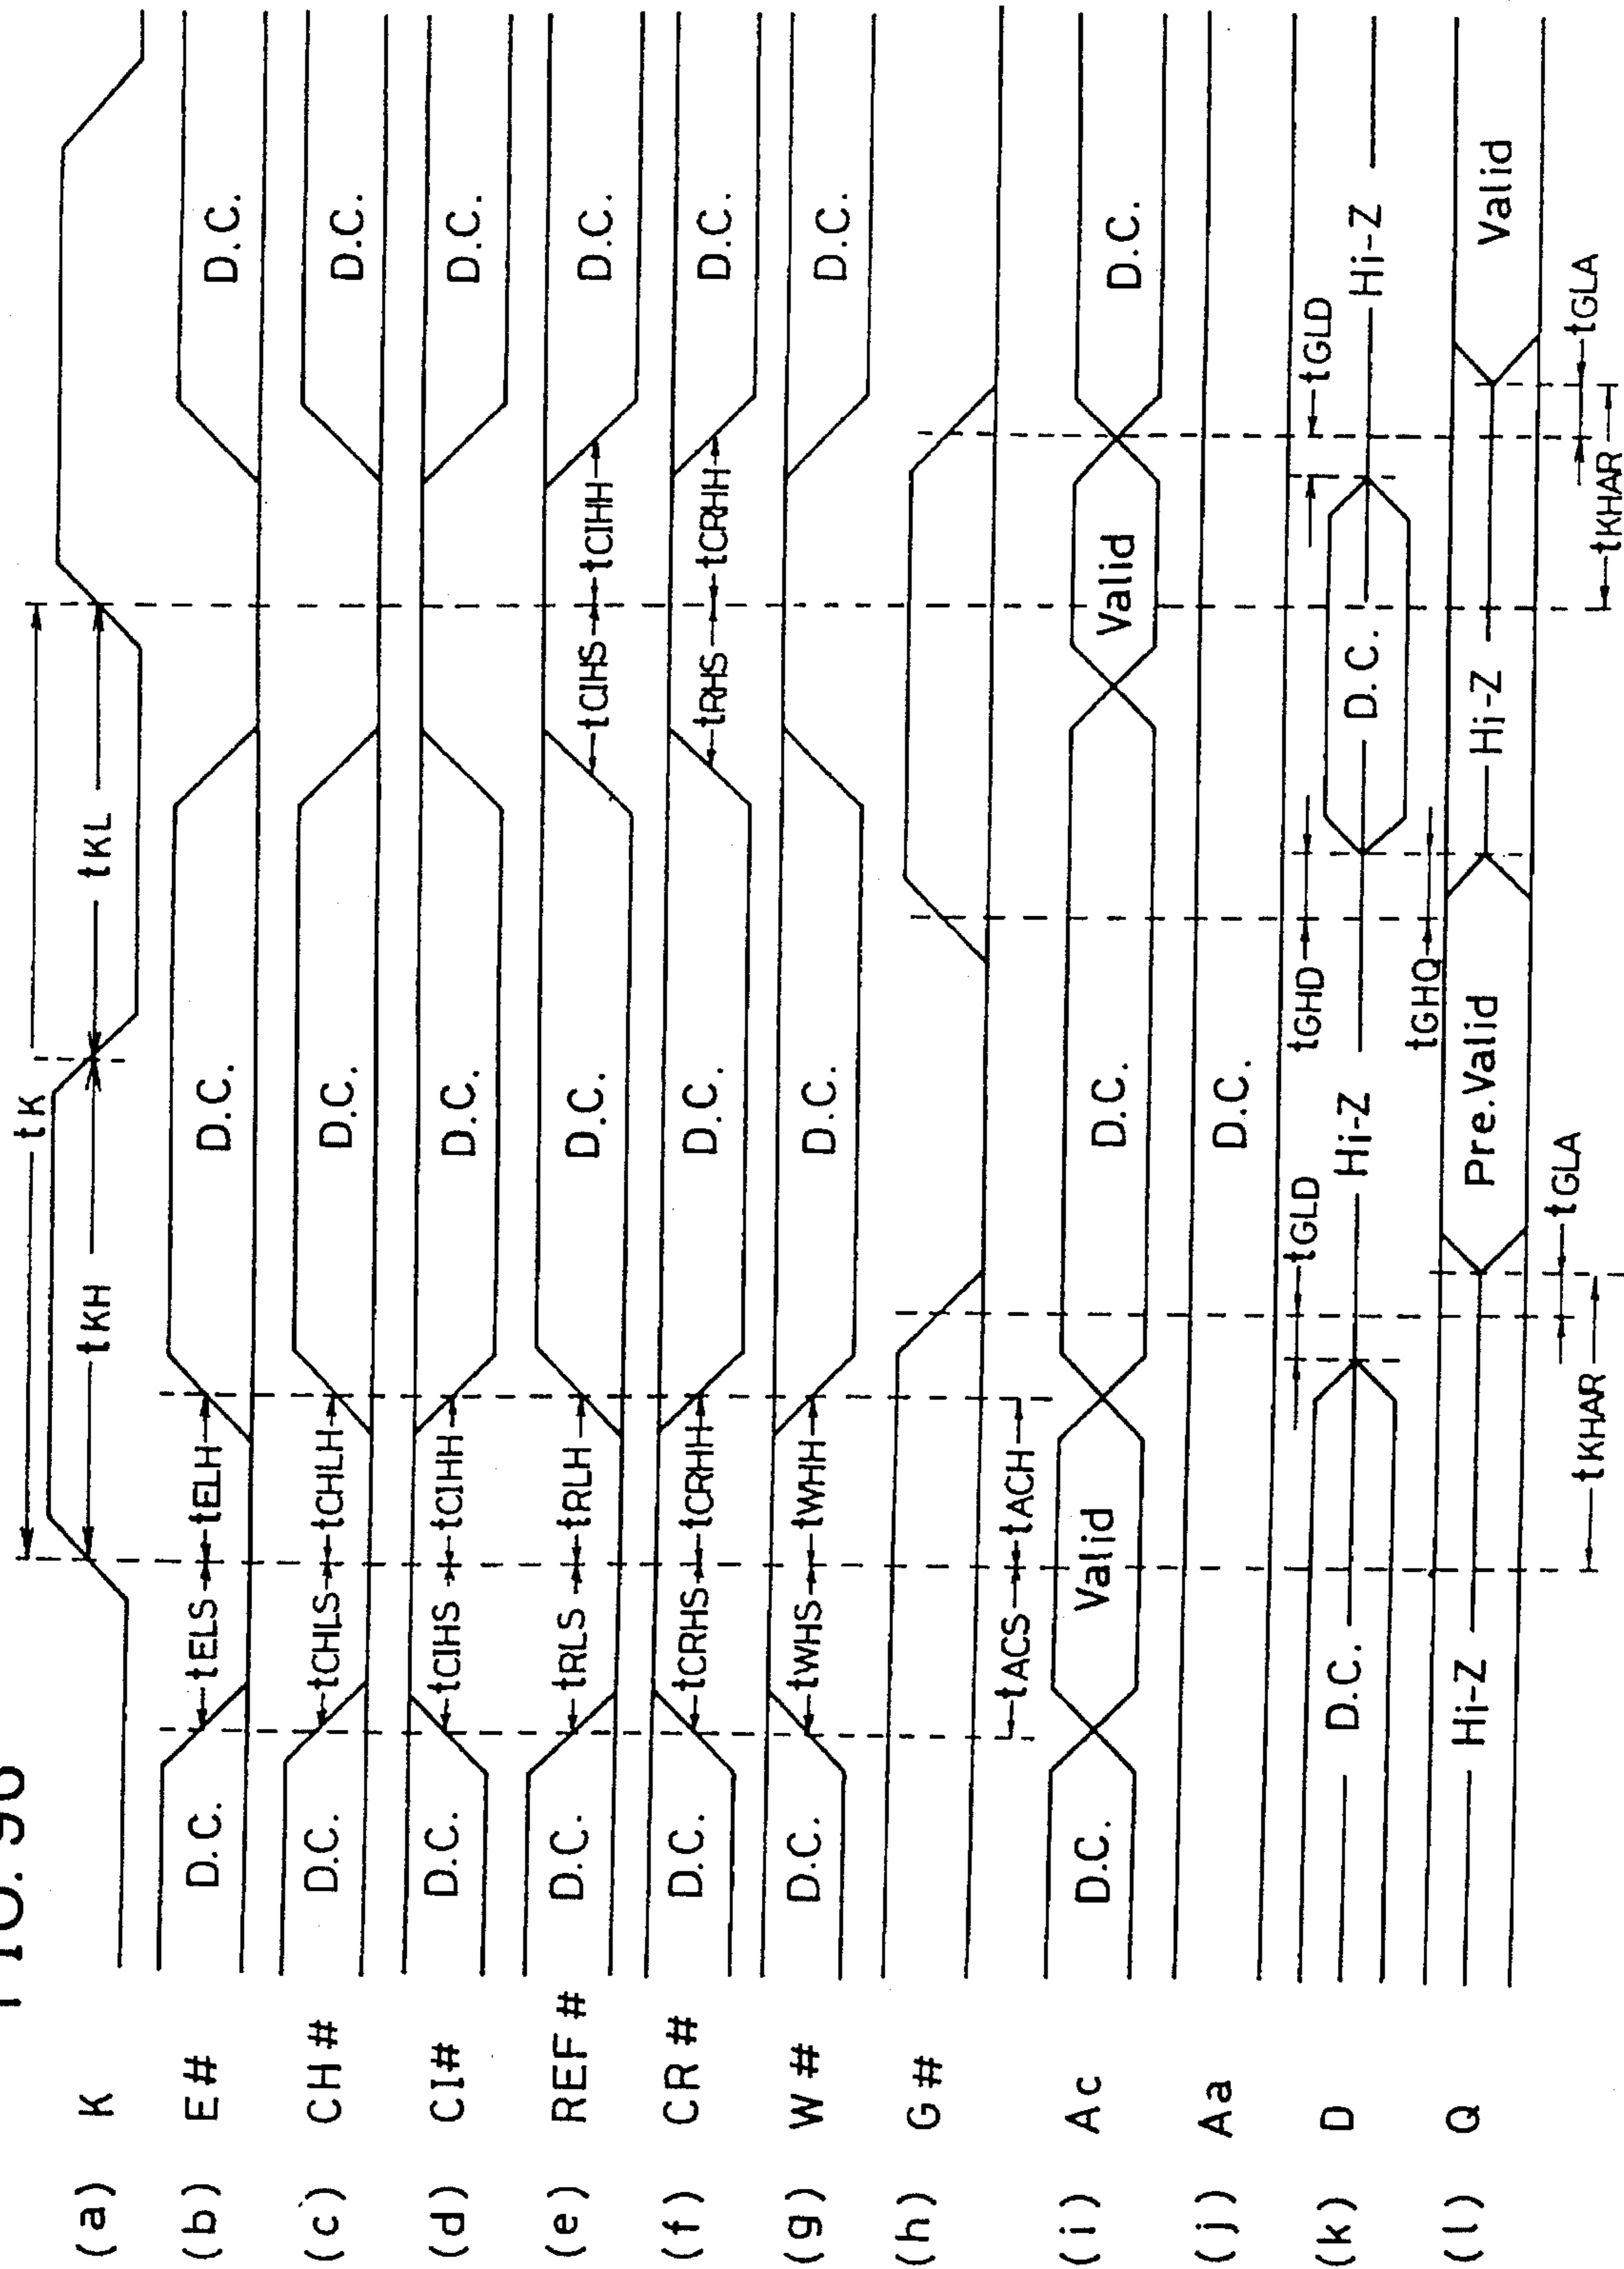 FIG. 96
tK
(a) K tKH tKL
(b) E# D.C. tELS tELH D.C. D.C.
(c) CH# D.C. tCHLS tCHLH D.C. D.C.
(d) CI# D.C. tCIHS tCIHH D.C. D.C.
(e) REF# D.C. tRLS tRLH D.C. tCIHS tCIHH D.C.
(f) CR# D.C. tCRHS tCRHH D.C. tRHS tCRHH D.C.
(g) W# D.C. tWHS tWHH D.C. D.C.
(h) G#
tACS tACH
(i) Ac D.C. Valid D.C. Valid D.C.
(j) Aa D.C.
tGLD tGHD tGLD
(k) D D.C. Hi-Z D.C. Hi-Z
tGHQ
(l) Q Hi-Z Pre.Valid Hi-Z Valid
tGLA tGLA
tKHAR tKHAR